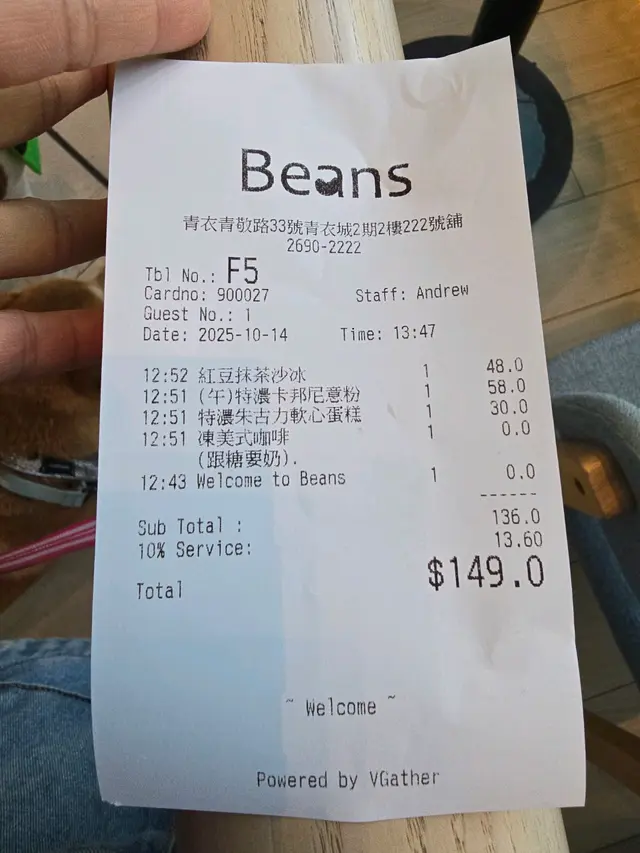 Beans
青衣青敬路33號青衣城2期2樓222號舖
2690-2222
Tbl No.: F5
Cardno: 900027 Staff: Andrew
Guest No.: 1
Date: 2025-10-14 Time: 13:47
12:52 紅豆抹茶沙冰 1 48.0
12:51 (午)特濃卡邦尼意粉 1 58.0
12:51 特濃朱古力軟心蛋糕 1 30.0
12:51 凍美式咖啡 1 0.0
(跟糖要奶).
12:43 Welcome to Beans 1 0.0
------
Sub Total : 136.0
10% Service: 13.60
Total $149.0
~ Welcome ~
Powered by VGather